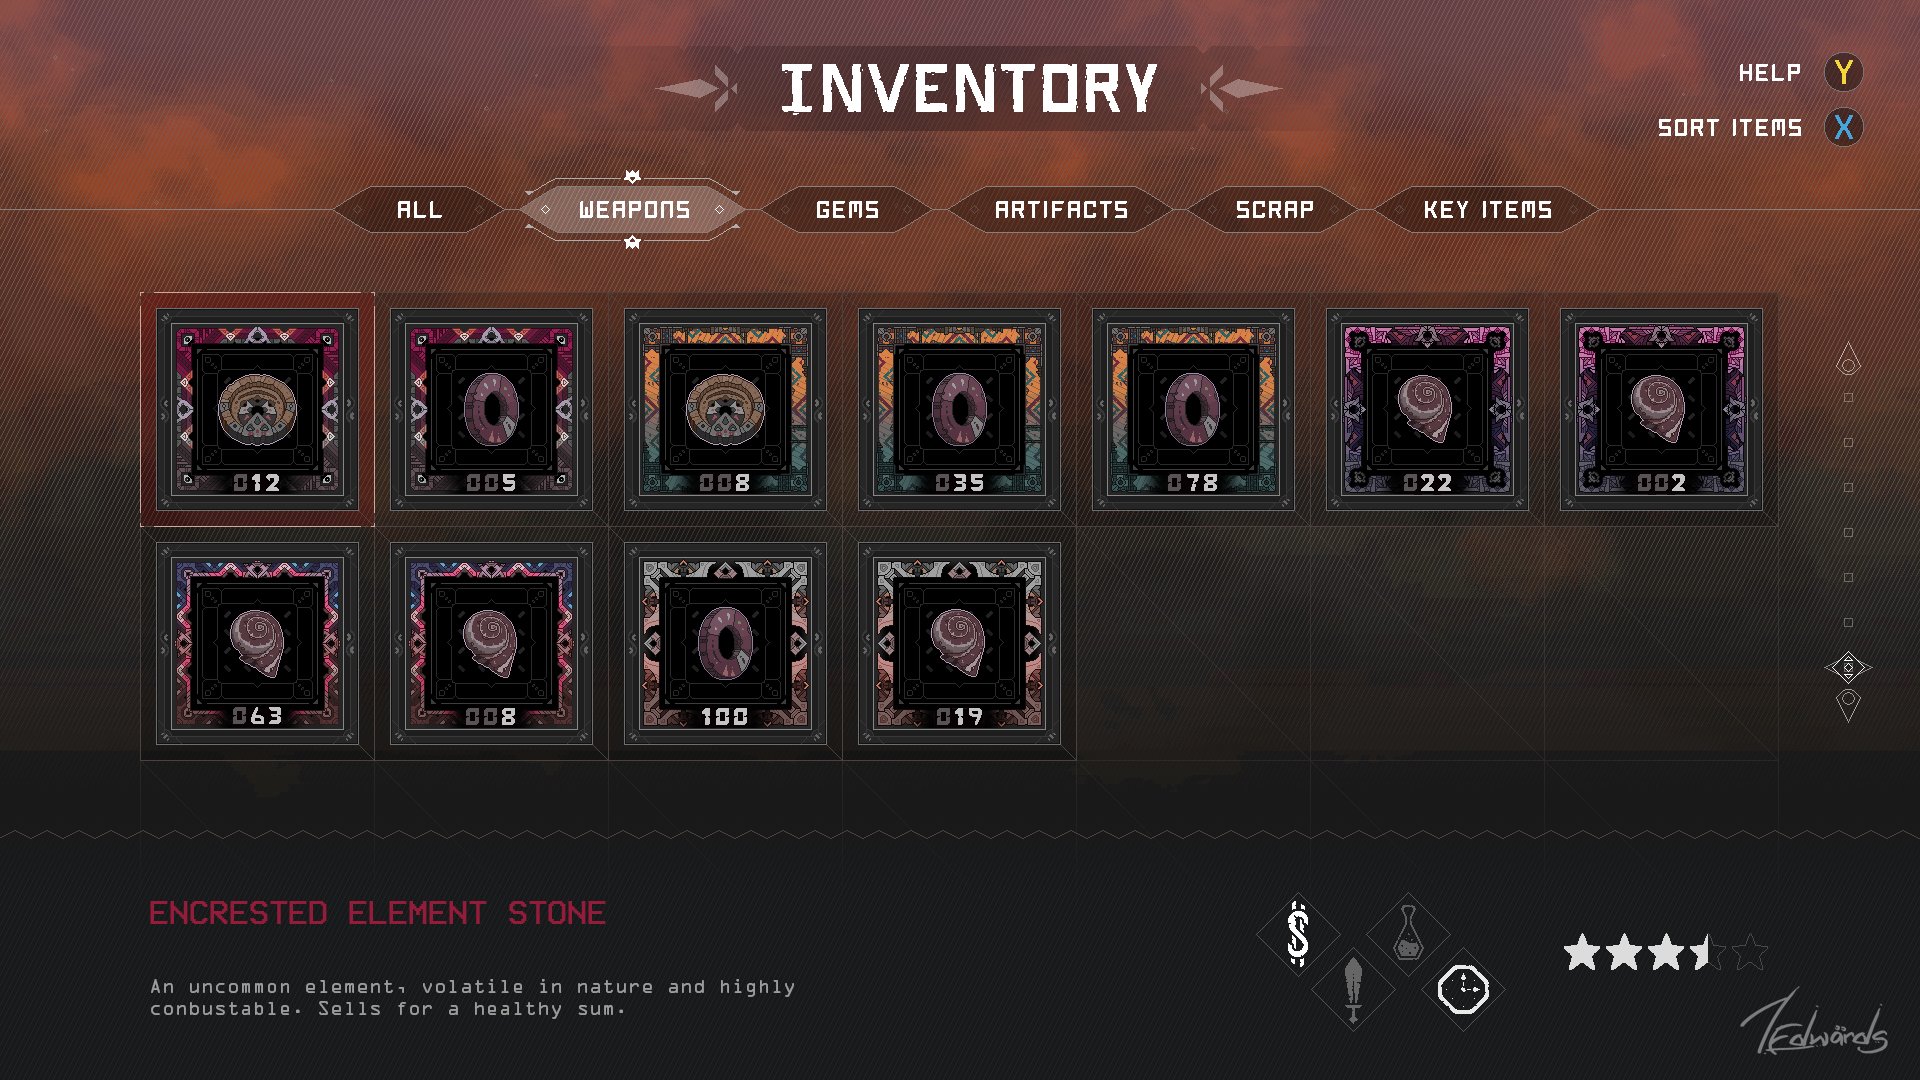 INVENTORY
HELP Y
SORT ITEMS X
ALL WEAPONS GEMS ARTIFACTS SCRAP KEY ITEMS
012 005 008 035 078 022 002
063 008 100 019
ENCRESTED ELEMENT STONE
An uncommon element, volatile in nature and highly
conbustable. Sells for a healthy sum.
$
TEdwards